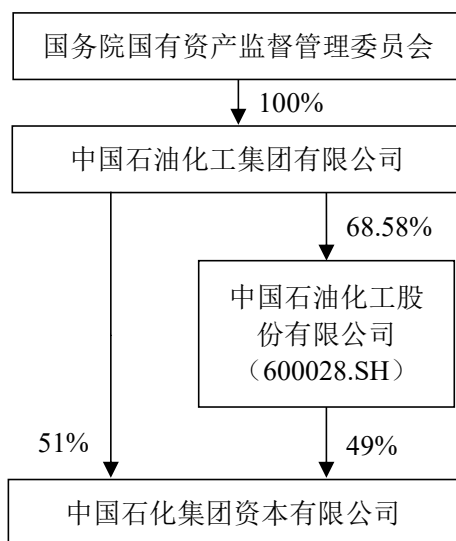 国务院国有资产监督管理委员会
100%
中国石油化工集团有限公司
68.58%
中国石油化工股
份有限公司
（600028.SH）
51%
49%
中国石化集团资本有限公司